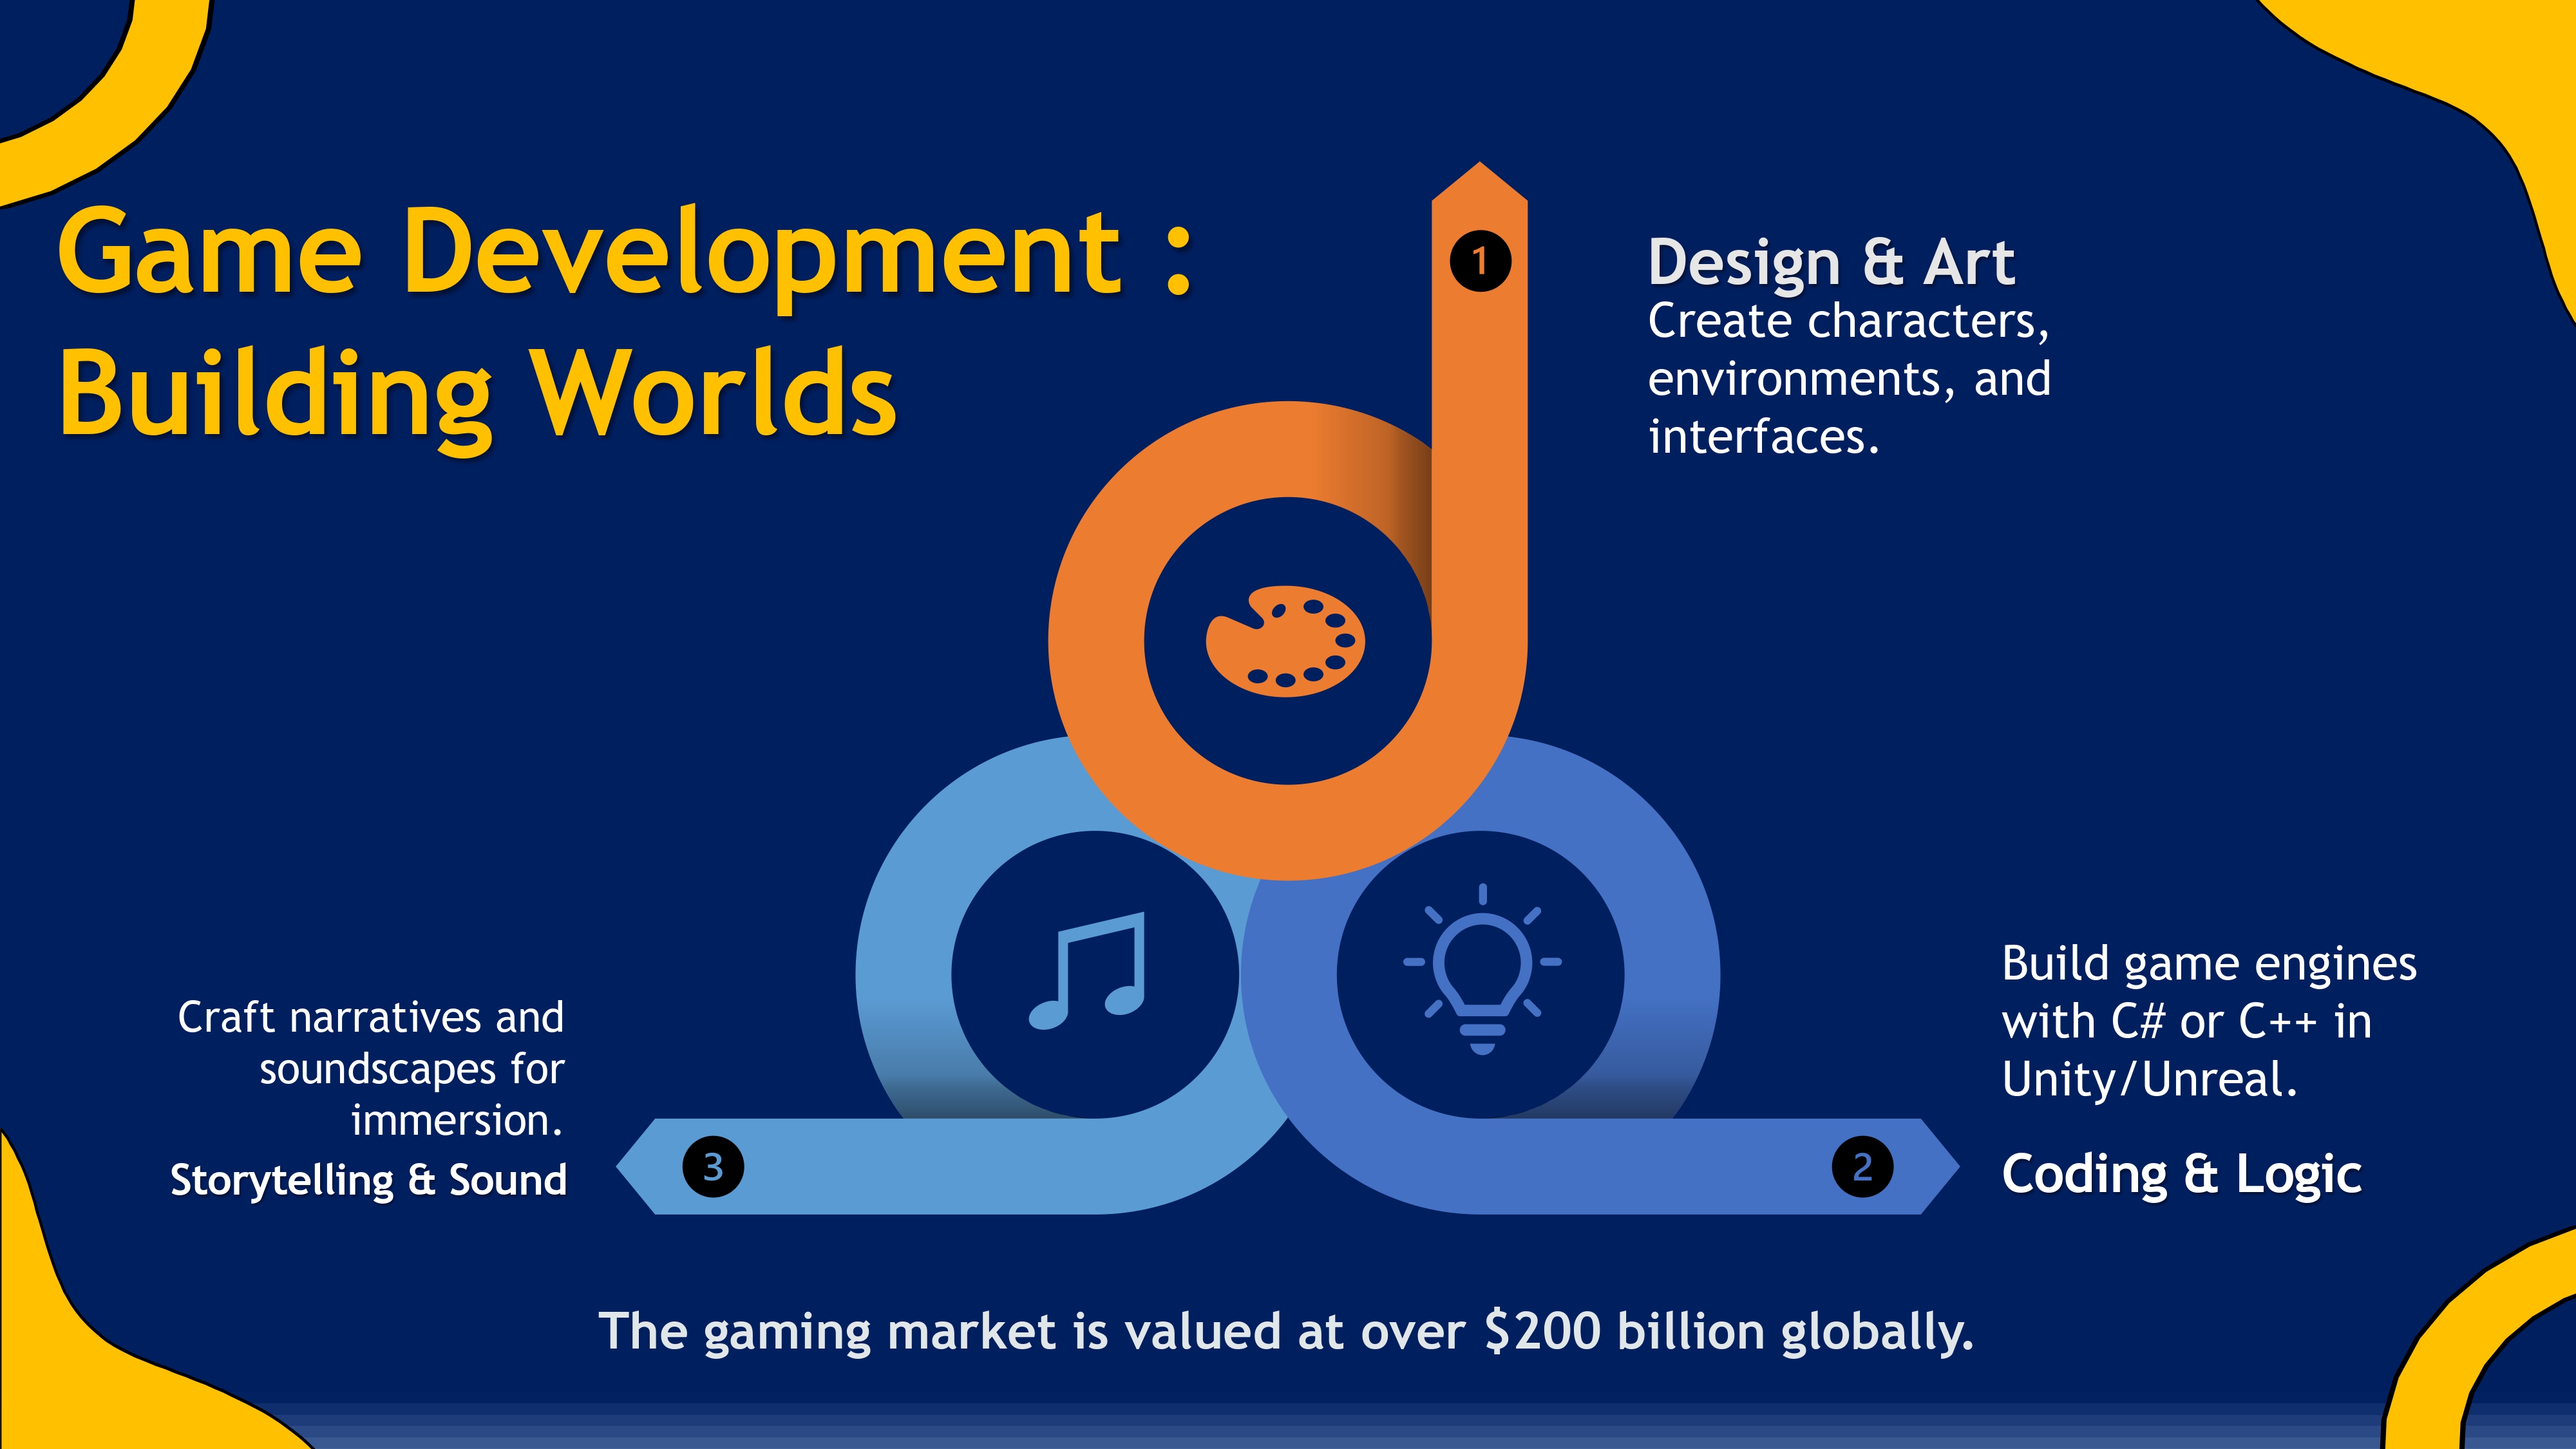 Game Development :
Building Worlds
1
Design & Art
Create characters,
environments, and
interfaces.
Build game engines
with C# or C++ in
Unity/Unreal.
2
Coding & Logic
Craft narratives and
soundscapes for
immersion.
Storytelling & Sound
3
The gaming market is valued at over $200 billion globally.